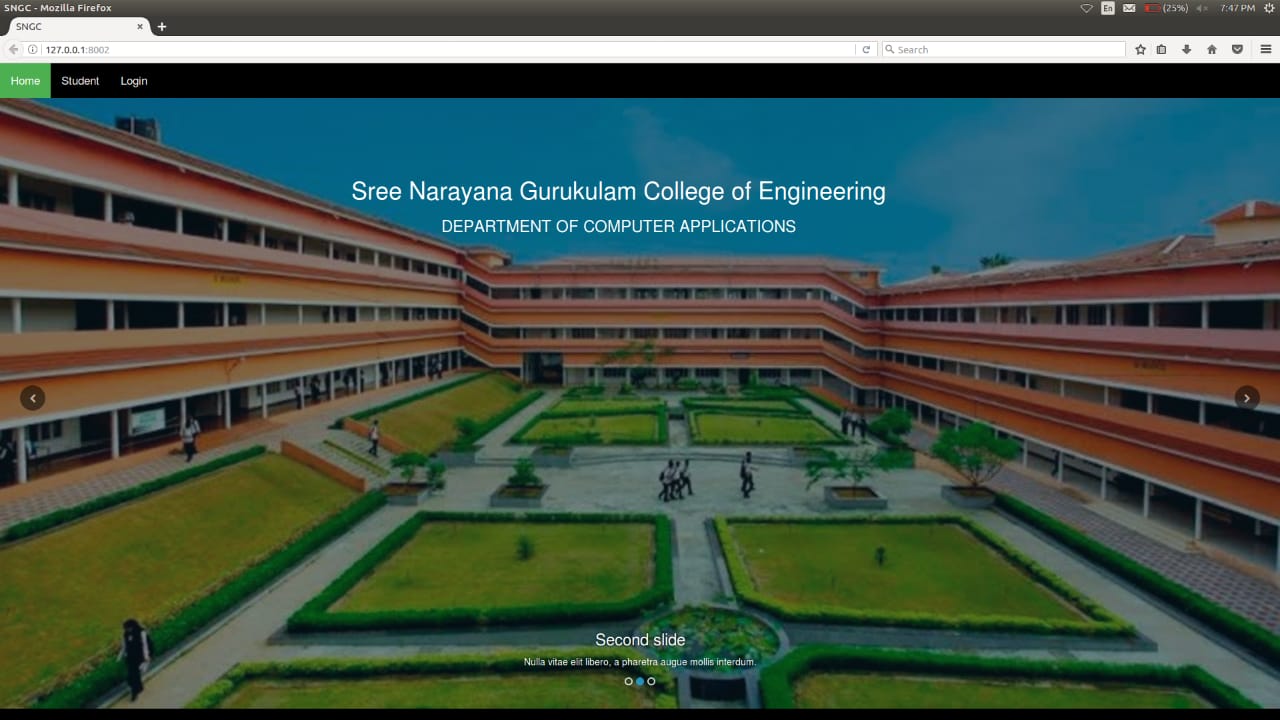 SNGC - Mozilla Firefox
En
(25%)
7:47 PM
SNGC
127.0.0.1:8002
Search
Home
Student
Login
Sree Narayana Gurukulam College of Engineering
DEPARTMENT OF COMPUTER APPLICATIONS
Second slide
Nulla vitae elit libero, a pharetra augue mollis interdum.